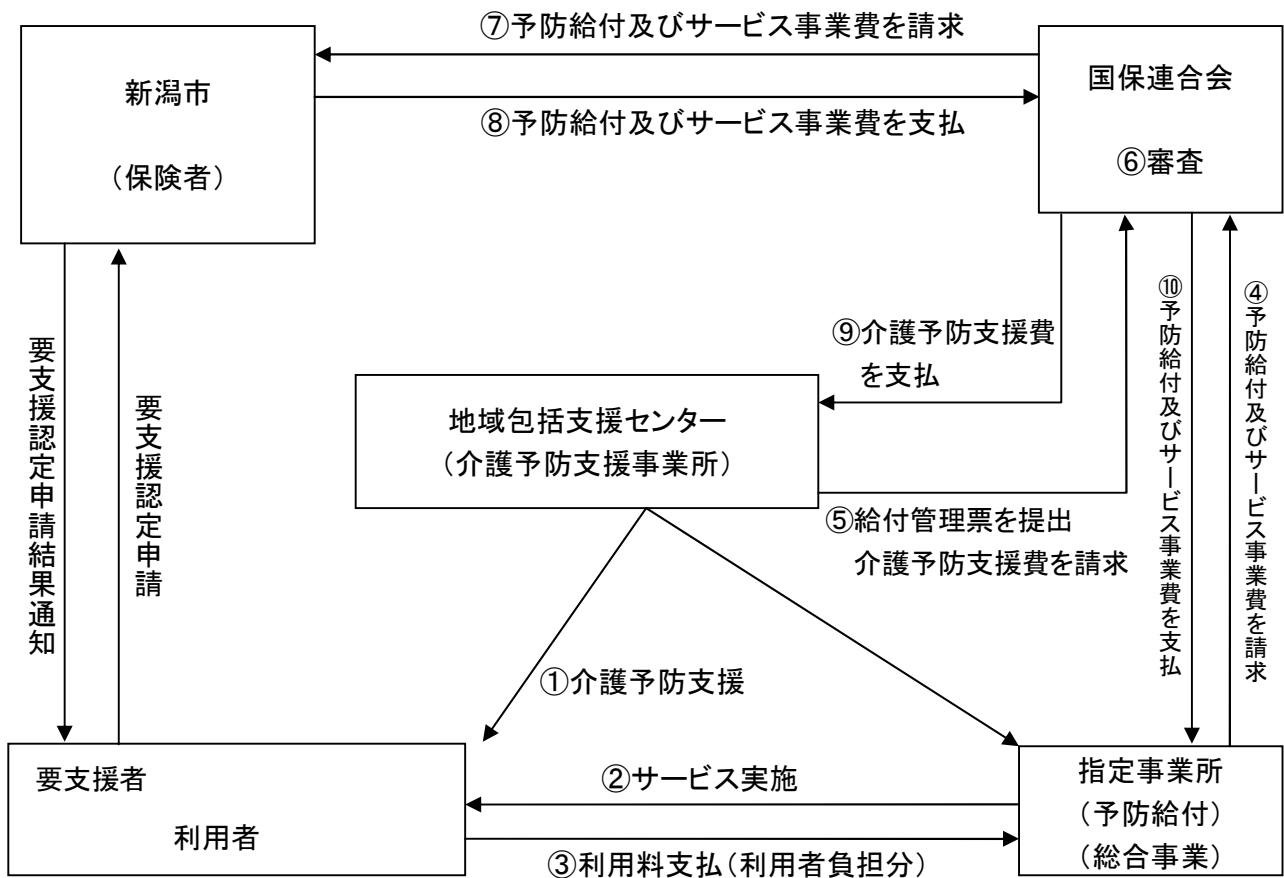 ⑦予防給付及びサービス事業費を請求
新潟市
(保険者)
国保連合会
⑥審査
⑧予防給付及びサービス事業費を支払
要支援認定申請結果通知
要支援認定申請
⑨介護予防支援費
を支払
⑩予防給付及びサービス事業費を支払
④予防給付及びサービス事業費を請求
地域包括支援センター
(介護予防支援事業所)
⑤給付管理票を提出
介護予防支援費を請求
①介護予防支援
要支援者
利用者
②サービス実施
③利用料支払(利用者負担分)
指定事業所
(予防給付)
(総合事業)